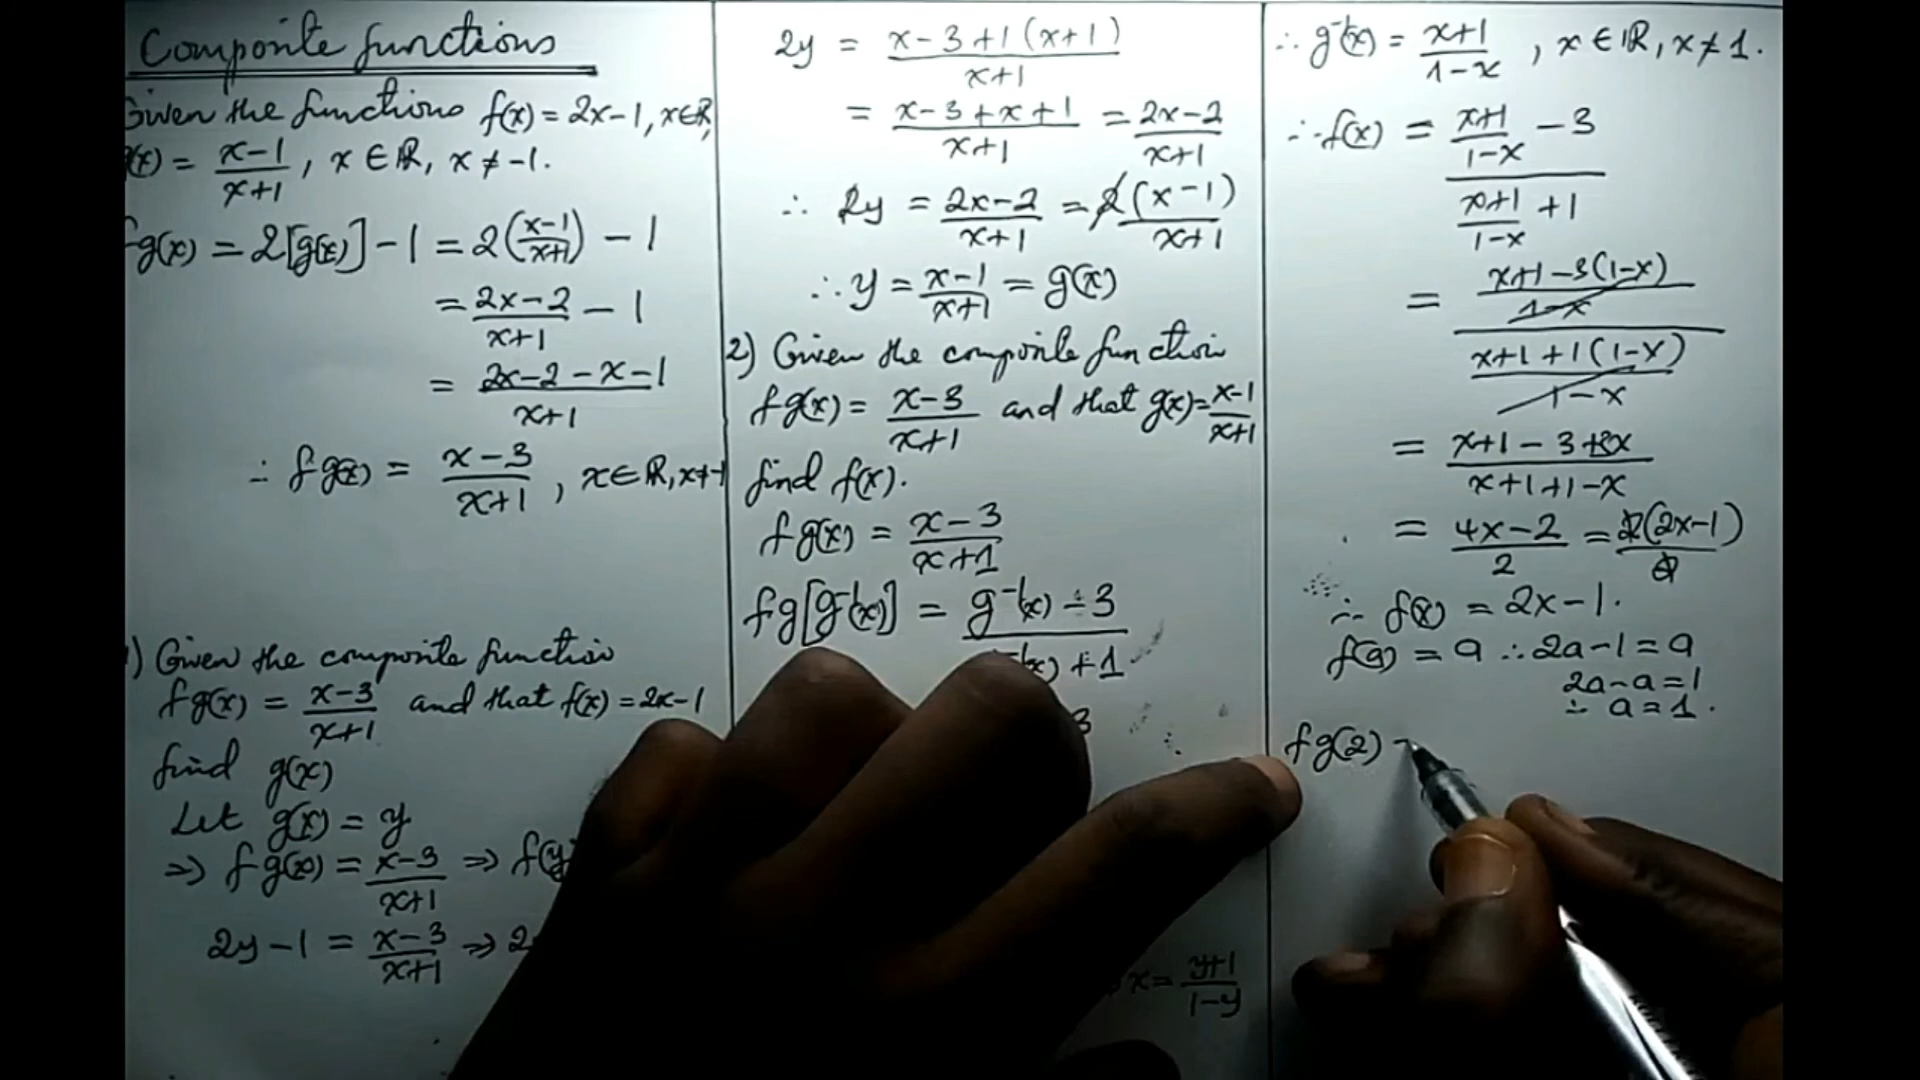 Composite functions
Given the functions f(x) = 2x-1, x∈ℝ,
(x) = (x-1)/(x+1), x ∈ ℝ, x ≠ -1.
fg(x) = 2[g(x)] - 1 = 2((x-1)/(x+1)) - 1
= (2x-2)/(x+1) - 1
= (2x-2-x-1)/(x+1)
∴ fg(x) = (x-3)/(x+1), x∈ℝ, x≠-1
1) Given the composite function
fg(x) = (x-3)/(x+1) and that f(x) = 2x-1
find g(x)
Let g(x) = y
⇒ fg(x) = (x-3)/(x+1) ⇒ f(y)
2y-1 = (x-3)/(x+1) ⇒ 2
2y = (x-3+1(x+1))/(x+1)
= (x-3+x+1)/(x+1) = (2x-2)/(x+1)
∴ 2y = (2x-2)/(x+1) = 2(x-1)/(x+1)
∴ y = (x-1)/(x+1) = g(x)
2) Given the composite function
fg(x) = (x-3)/(x+1) and that g(x) = (x-1)/(x+1)
find f(x).
fg(x) = (x-3)/(x+1)
fg[g⁻¹(x)] = (g⁻¹(x) - 3)/(⁻¹(x) + 1)
3
x = (y+1)/(1-y)
∴ g⁻¹(x) = (x+1)/(1-x), x ∈ ℝ, x ≠ 1.
∴ f(x) = ((x+1)/(1-x) - 3)/((x+1)/(1-x) + 1)
= ((x+1-3(1-x))/(1-x))/((x+1+1(1-x))/(1-x))
= (x+1-3+3x)/(x+1+1-x)
= (4x-2)/2 = 2(2x-1)/2
∴ f(x) = 2x-1.
f(a) = a ∴ 2a-1 = a
2a-a = 1
∴ a = 1.
fg(2) -